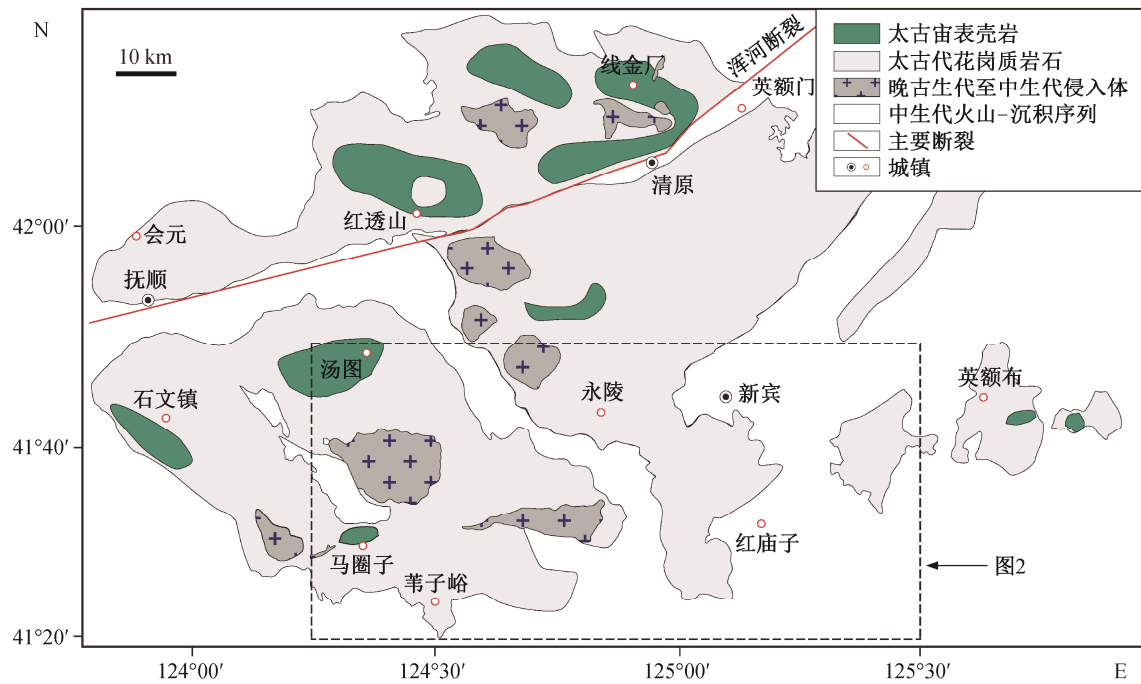 N
10 km
线金厂
浑河断裂
英额门
太古宙表壳岩
太古代花岗质岩石
晚古生代至中生代侵入体
中生代火山-沉积序列
主要断裂
城镇
清原
42°00′
会元
红透山
抚顺
汤图
石文镇
永陵
新宾
英额布
41°40′
马圈子
红庙子
苇子峪
图2
41°20′
124°00′
124°30′
125°00′
125°30′
E